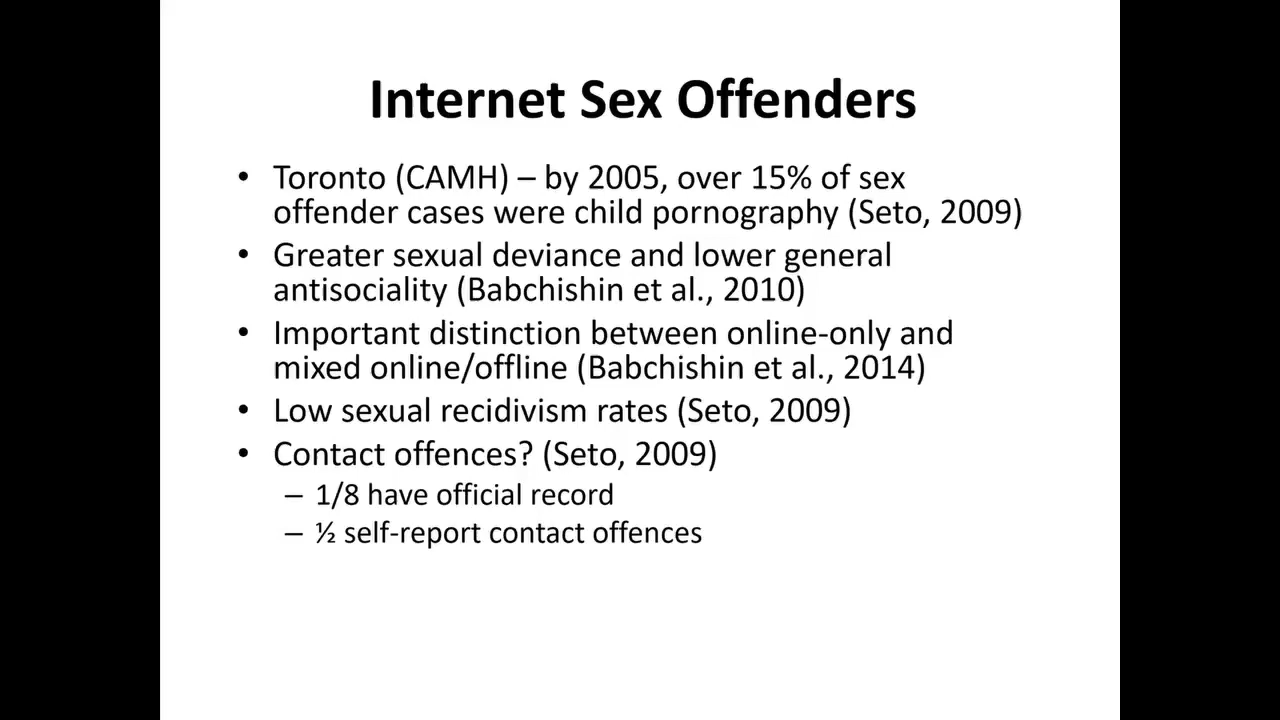 Internet Sex Offenders
• Toronto (CAMH) – by 2005, over 15% of sex
offender cases were child pornography (Seto, 2009)
• Greater sexual deviance and lower general
antisociality (Babchishin et al., 2010)
• Important distinction between online-only and
mixed online/offline (Babchishin et al., 2014)
• Low sexual recidivism rates (Seto, 2009)
• Contact offences? (Seto, 2009)
– 1/8 have official record
– ½ self-report contact offences